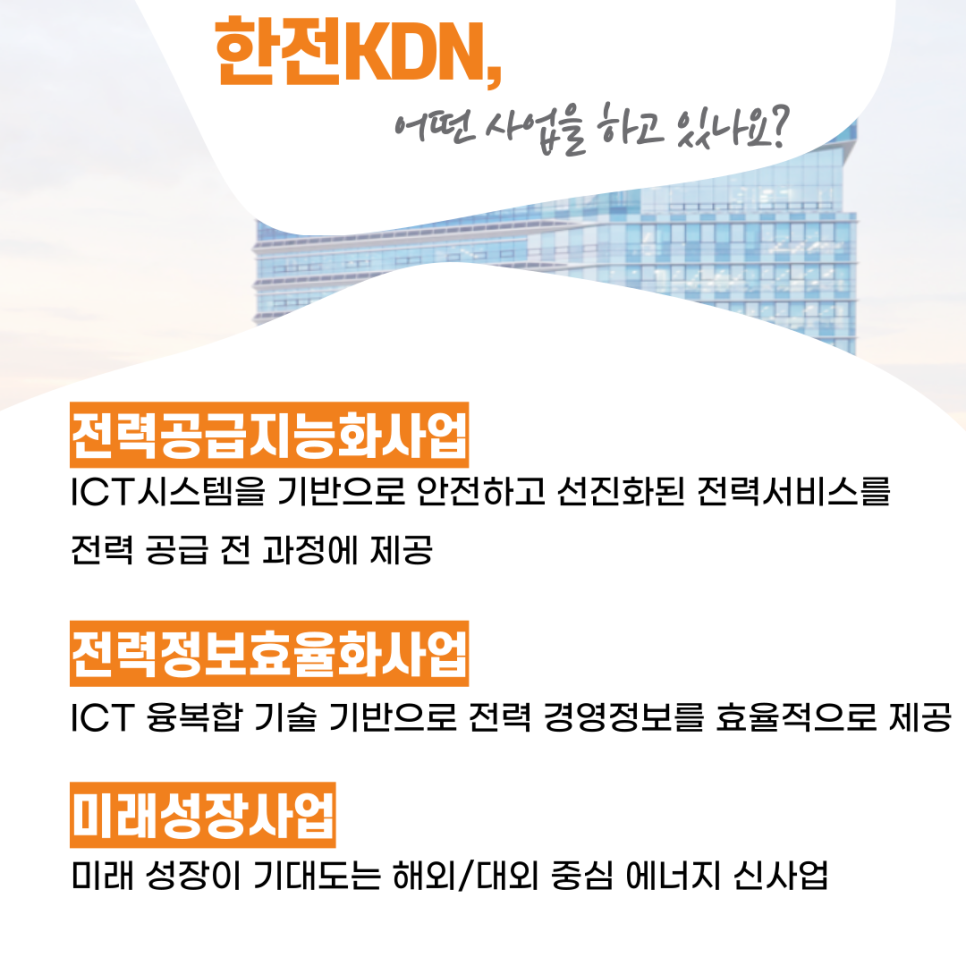 한전KDN,
어떤 사업을 하고 있나요?
전력공급지능화사업
ICT시스템을 기반으로 안전하고 선진화된 전력서비스를
전력 공급 전 과정에 제공
전력정보효율화사업
ICT 융복합 기술 기반으로 전력 경영정보를 효율적으로 제공
미래성장사업
미래 성장이 기대도는 해외/대외 중심 에너지 신사업